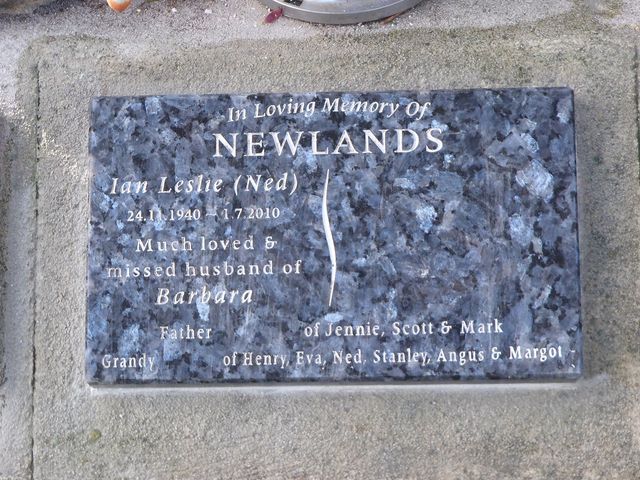 In Loving Memory Of
NEWLANDS
Ian Leslie (Ned)
24.11.1940 – 1.7.2010
Much loved &
missed husband of
Barbara
Father of Jennie, Scott & Mark
Grandy of Henry, Eva, Ned, Stanley, Angus & Margot